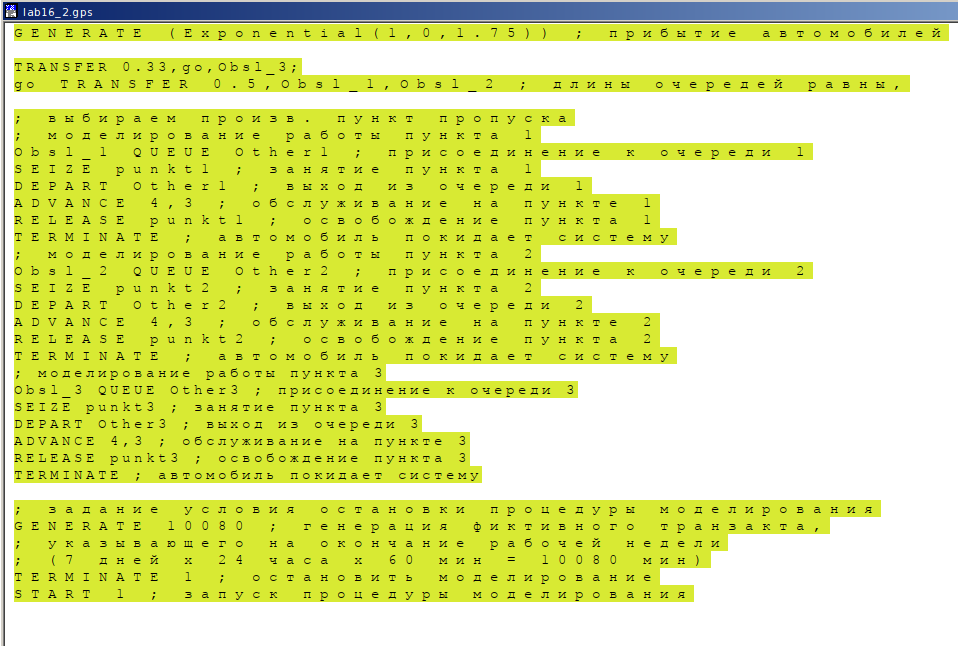 lab16_2.gps
GENERATE (Exponential(1,0,1.75)) ; прибытие автомобилей
TRANSFER 0.33,go,Obsl_3;
go TRANSFER 0.5,Obsl_1,Obsl_2 ; длины очередей равны,
; выбираем произв. пункт пропуска
; моделирование работы пункта 1
Obsl_1 QUEUE Other1 ; присоединение к очереди 1
SEIZE punkt1 ; занятие пункта 1
DEPART Other1 ; выход из очереди 1
ADVANCE 4,3 ; обслуживание на пункте 1
RELEASE punkt1 ; освобождение пункта 1
TERMINATE ; автомобиль покидает систему
; моделирование работы пункта 2
Obsl_2 QUEUE Other2 ; присоединение к очереди 2
SEIZE punkt2 ; занятие пункта 2
DEPART Other2 ; выход из очереди 2
ADVANCE 4,3 ; обслуживание на пункте 2
RELEASE punkt2 ; освобождение пункта 2
TERMINATE ; автомобиль покидает систему
; моделирование работы пункта 3
Obsl_3 QUEUE Other3 ; присоединение к очереди 3
SEIZE punkt3 ; занятие пункта 3
DEPART Other3 ; выход из очереди 3
ADVANCE 4,3 ; обслуживание на пункте 3
RELEASE punkt3 ; освобождение пункта 3
TERMINATE ; автомобиль покидает систему
; задание условия остановки процедуры моделирования
GENERATE 10080 ; генерация фиктивного транзакта,
; указывающего на окончание рабочей недели
; (7 дней х 24 часа х 60 мин = 10080 мин)
TERMINATE 1 ; остановить моделирование
START 1 ; запуск процедуры моделирования